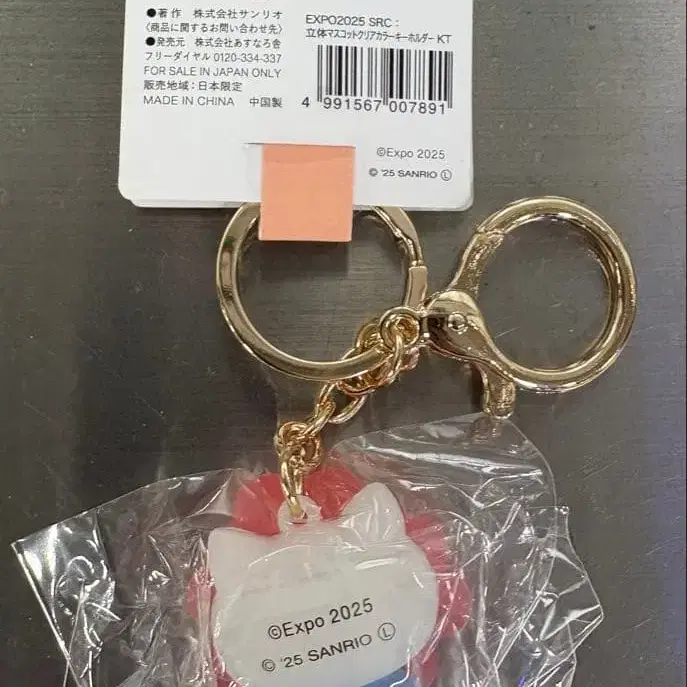 ●著作 株式会社サンリオ
〈商品に関するお問い合わせ先〉
●発売元 株式会社あすなろ舎
フリーダイヤル 0120-334-337
FOR SALE IN JAPAN ONLY
販売地域:日本限定
MADE IN CHINA 中国製
EXPO2025 SRC:
立体マスコットクリアカラーキーホルダー KT
4 991567 007891
©Expo 2025
© '25 SANRIO Ⓛ
©Expo 2025
© '25 SANRIO Ⓛ